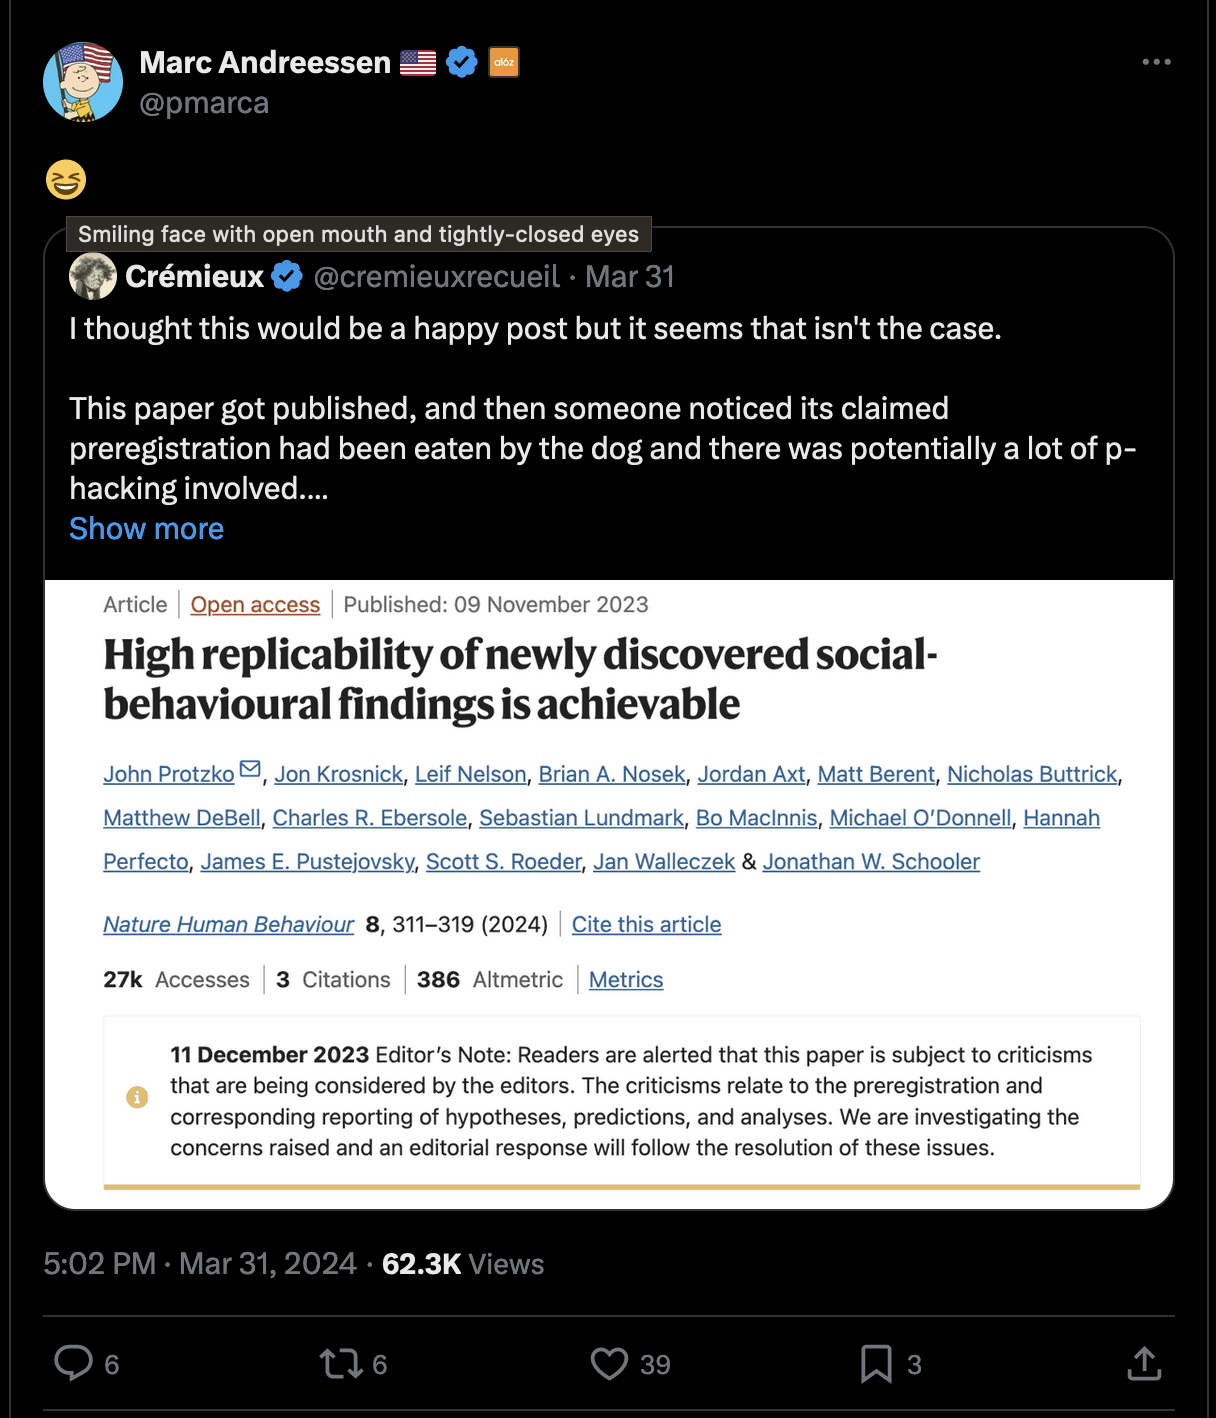 Marc Andreessen 🇺🇸 a16z
@pmarca
😆
Smiling face with open mouth and tightly-closed eyes
Crémieux @cremieuxrecueil · Mar 31
I thought this would be a happy post but it seems that isn't the case.
This paper got published, and then someone noticed its claimed
preregistration had been eaten by the dog and there was potentially a lot of p-
hacking involved....
Show more
Article | Open access | Published: 09 November 2023
High replicability of newly discovered social-
behavioural findings is achievable
John Protzko, Jon Krosnick, Leif Nelson, Brian A. Nosek, Jordan Axt, Matt Berent, Nicholas Buttrick,
Matthew DeBell, Charles R. Ebersole, Sebastian Lundmark, Bo MacInnis, Michael O’Donnell, Hannah
Perfecto, James E. Pustejovsky, Scott S. Roeder, Jan Walleczek & Jonathan W. Schooler
Nature Human Behaviour 8, 311–319 (2024) | Cite this article
27k Accesses | 3 Citations | 386 Altmetric | Metrics
11 December 2023 Editor’s Note: Readers are alerted that this paper is subject to criticisms
that are being considered by the editors. The criticisms relate to the preregistration and
corresponding reporting of hypotheses, predictions, and analyses. We are investigating the
concerns raised and an editorial response will follow the resolution of these issues.
5:02 PM · Mar 31, 2024 · 62.3K Views
6 6 39 3